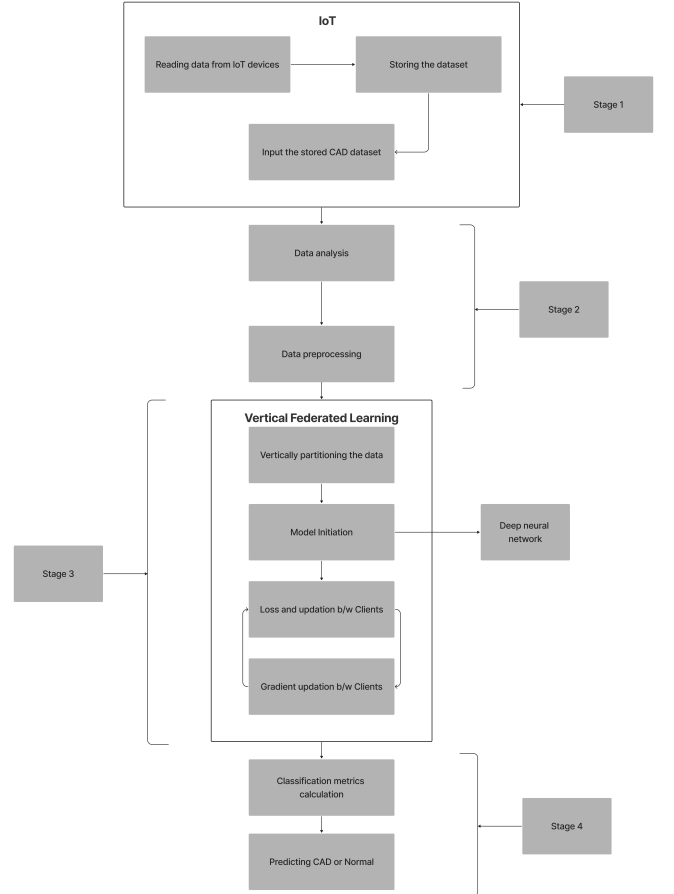 IoT
Reading data from IoT devices
Storing the dataset
Stage 1
Input the stored CAD dataset
Data analysis
Stage 2
Data preprocessing
Vertical Federated Learning
Vertically partitioning the data
Model Initiation
Deep neural
network
Stage 3
Loss and updation b/w Clients
Gradient updation b/w Clients
Classification metrics
calculation
Stage 4
Predicting CAD or Normal